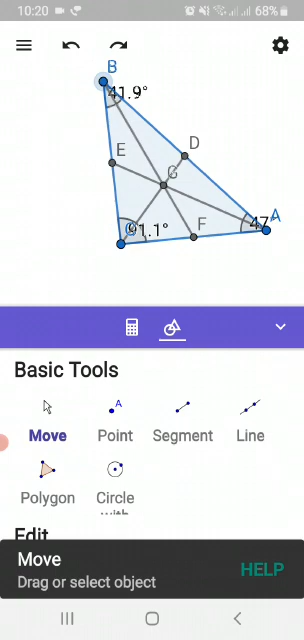 10:20 68%
B
41.9°
D
E
G
A
F
47°
91.1°
Basic Tools
Move Point Segment Line
Polygon Circle
with
Edit
Move
Drag or select object
HELP